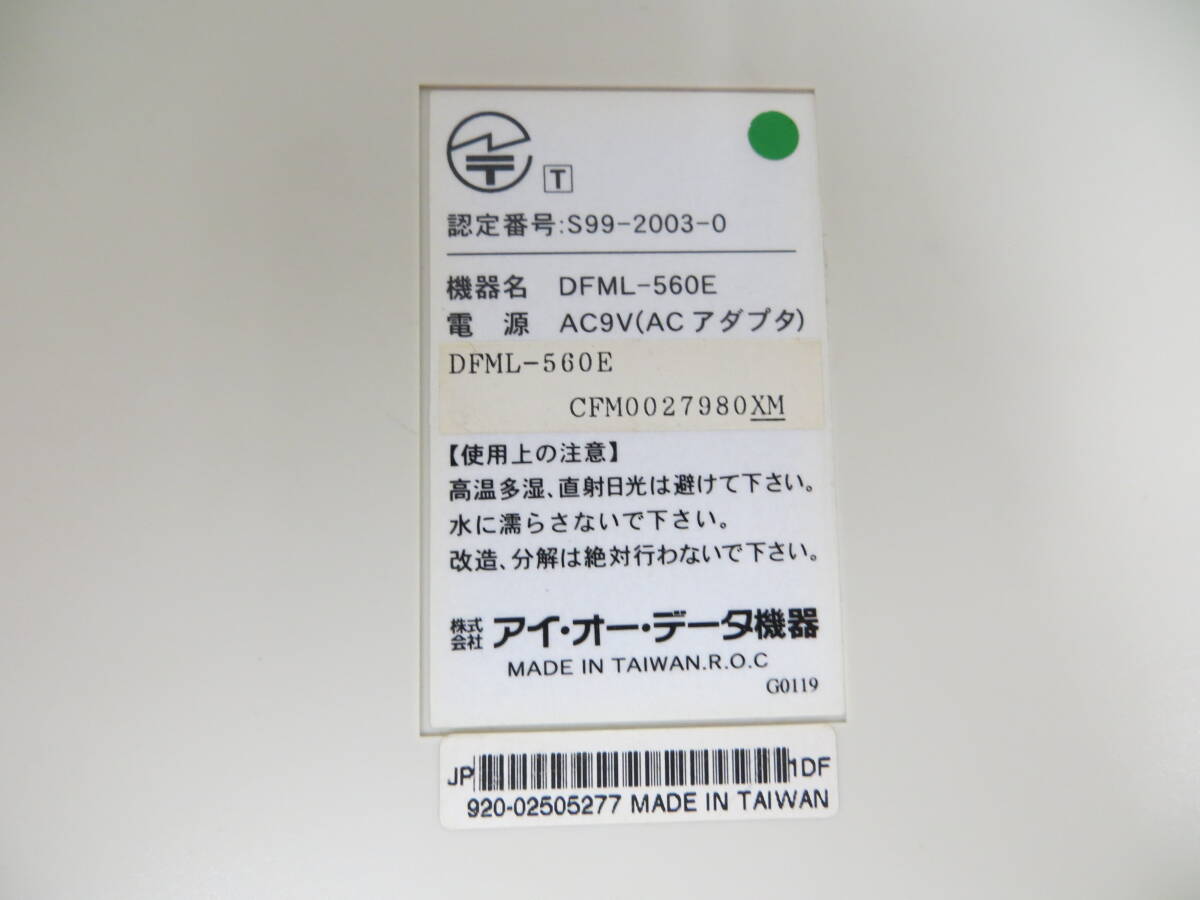 T
認定番号:S99-2003-0
機器名 DFML-560E
電 源 AC9V(AC アダプタ)
DFML-560E
CFM0027980XM
【使用上の注意】
高温多湿、直射日光は避けて下さい。
水に濡らさないで下さい。
改造、分解は絶対行わないで下さい。
株式会社 アイ・オー・データ機器
MADE IN TAIWAN.R.O.C
G0119
JP 1DF
920-02505277 MADE IN TAIWAN